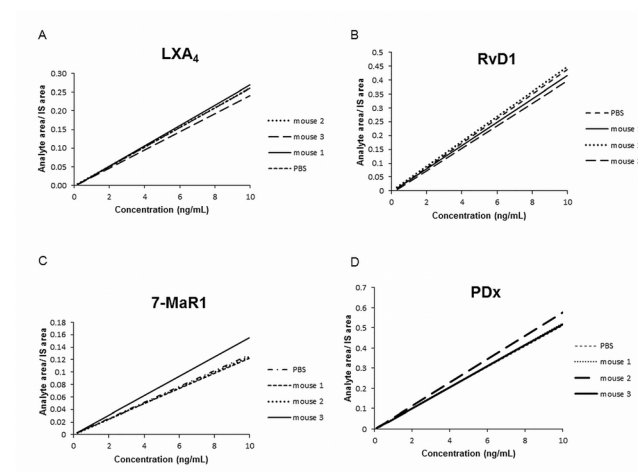 A
LXA4
0.30
0.25
0.20
0.15
0.10
0.05
0.00
Analyte area/ IS area
0 2 4 6 8 10
Concentration (ng/mL)
mouse 2
mouse 3
mouse 1
PBS
B
RvD1
0.5
0.45
0.4
0.35
0.3
0.25
0.2
0.15
0.1
0.05
0
Analyte area/ IS area
0 2 4 6 8 10
Concentration (ng/mL)
PBS
mouse
mouse
mouse
C
7-MaR1
0.18
0.16
0.14
0.12
0.1
0.08
0.06
0.04
0.02
0
Analyte area/ IS area
0 2 4 6 8 10
Concentration (ng/mL)
PBS
mouse 1
mouse 2
mouse 3
D
PDx
0.7
0.6
0.5
0.4
0.3
0.2
0.1
0
Analyte area/ IS area
0 2 4 6 8 10
Concentration (ng/mL)
PBS
mouse 1
mouse 2
mouse 3